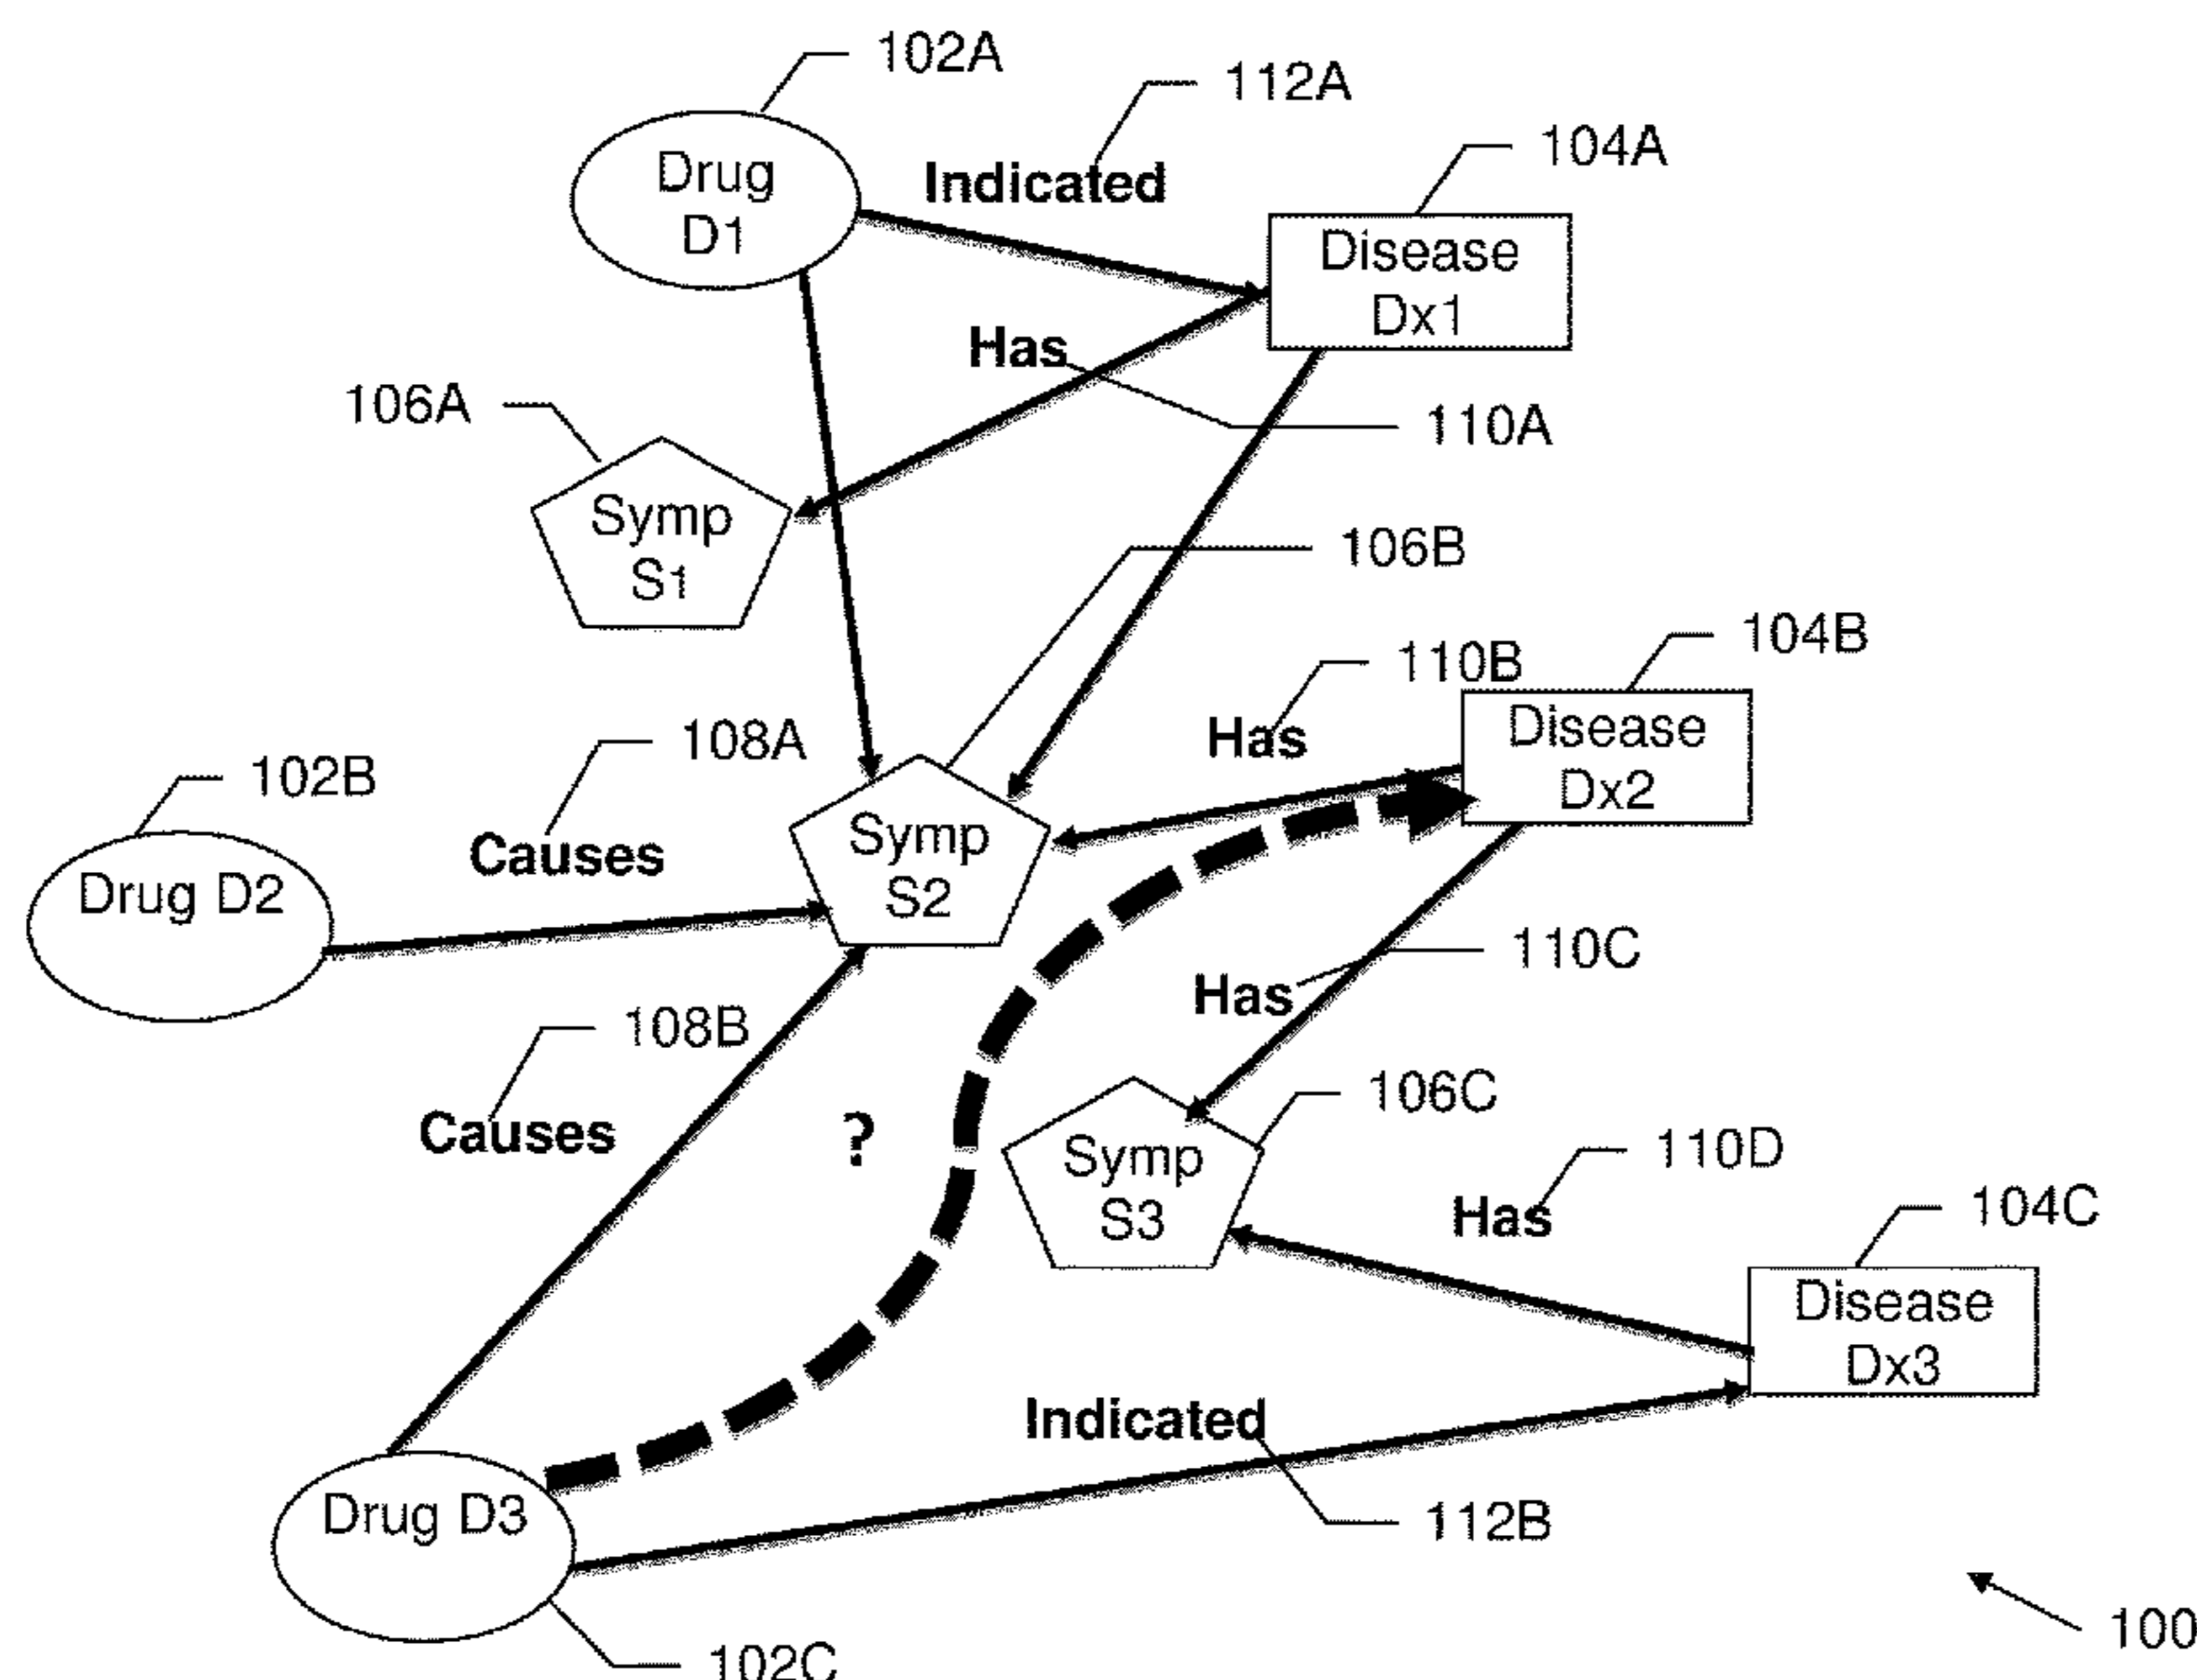 102A
112A
Drug
D1
Indicated
104A
Disease
Dx1
Has
106A
110A
Symp
S1
106B
104B
110B
Has
Disease
Dx2
108A
102B
Causes
Symp
S2
Drug D2
110C
Has
108B
Causes
?
106C
Symp
S3
110D
Has
104C
Disease
Dx3
Indicated
Drug D3
112B
100
102C